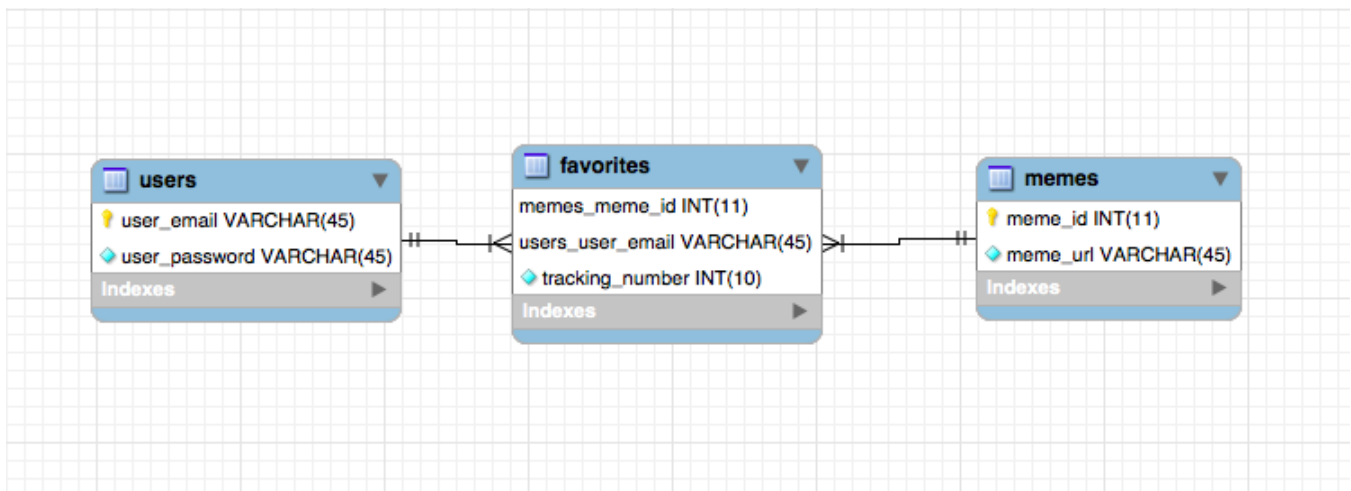 users
user_email VARCHAR(45)
user_password VARCHAR(45)
Indexes
favorites
memes_meme_id INT(11)
users_user_email VARCHAR(45)
tracking_number INT(10)
Indexes
memes
meme_id INT(11)
meme_url VARCHAR(45)
Indexes